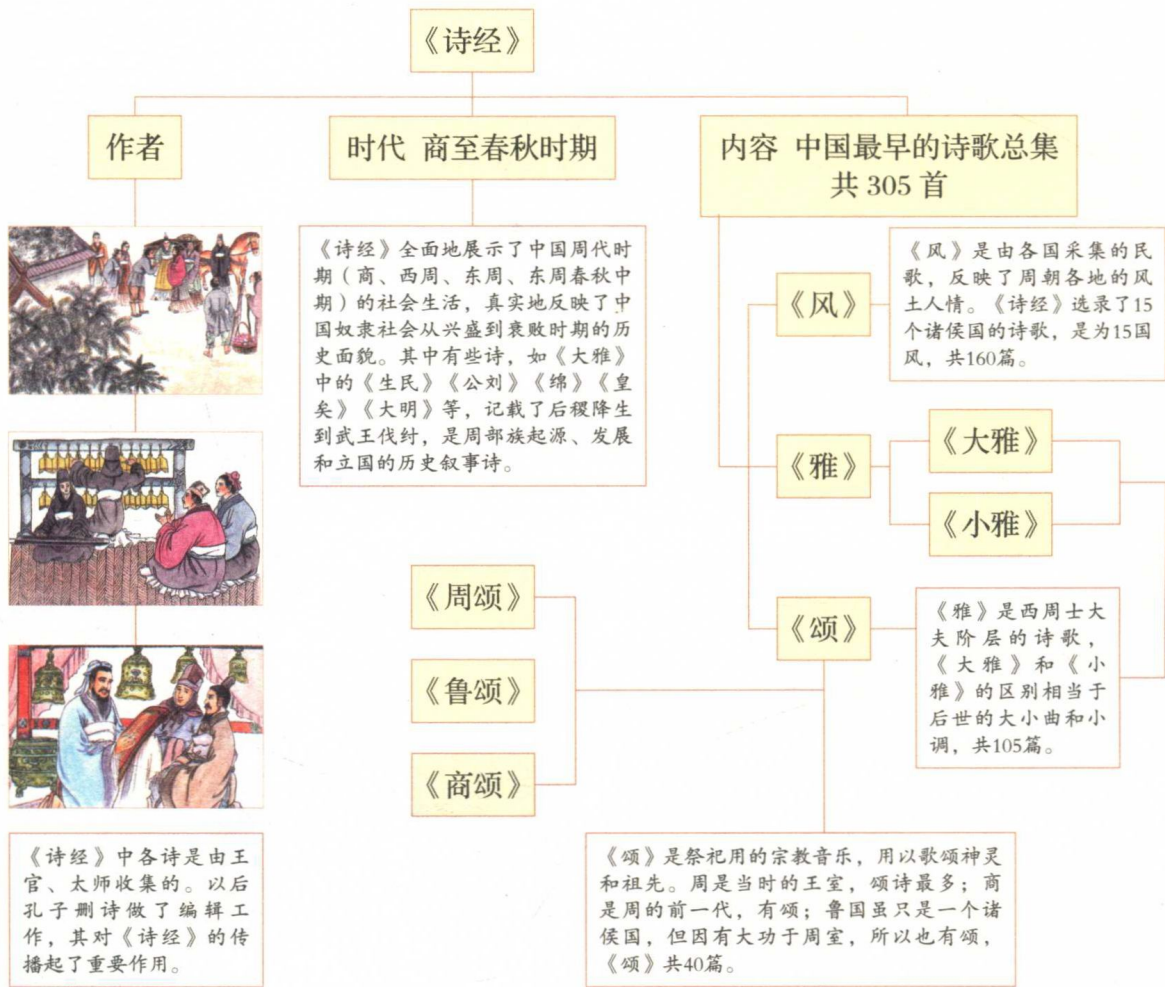 《诗经》
作者
时代 商至春秋时期
内容 中国最早的诗歌总集
共 305 首
《诗经》全面地展示了中国周代时
期（商、西周、东周、东周春秋中
期）的社会生活，真实地反映了中
国奴隶社会从兴盛到衰败时期的历
史面貌。其中有些诗，如《大雅》
中的《生民》《公刘》《绵》《皇
矣》《大明》等，记载了后稷降生
到武王伐纣，是周部族起源、发展
和立国的历史叙事诗。
《风》
《风》是由各国采集的民
歌，反映了周朝各地的风
土人情。《诗经》选录了15
个诸侯国的诗歌，是为15国
风，共160篇。
《雅》
《大雅》
《小雅》
《颂》
《雅》是西周士大
夫阶层的诗歌，
《大雅》和《小
雅》的区别相当于
后世的大小曲和小
调，共105篇。
《周颂》
《鲁颂》
《商颂》
《诗经》中各诗是由王
官、太师收集的。以后
孔子删诗做了编辑工
作，其对《诗经》的传
播起了重要作用。
《颂》是祭祀用的宗教音乐，用以歌颂神灵
和祖先。周是当时的王室，颂诗最多；商
是周的前一代，有颂；鲁国虽只是一个诸
侯国，但因有大功于周室，所以也有颂，
《颂》共40篇。